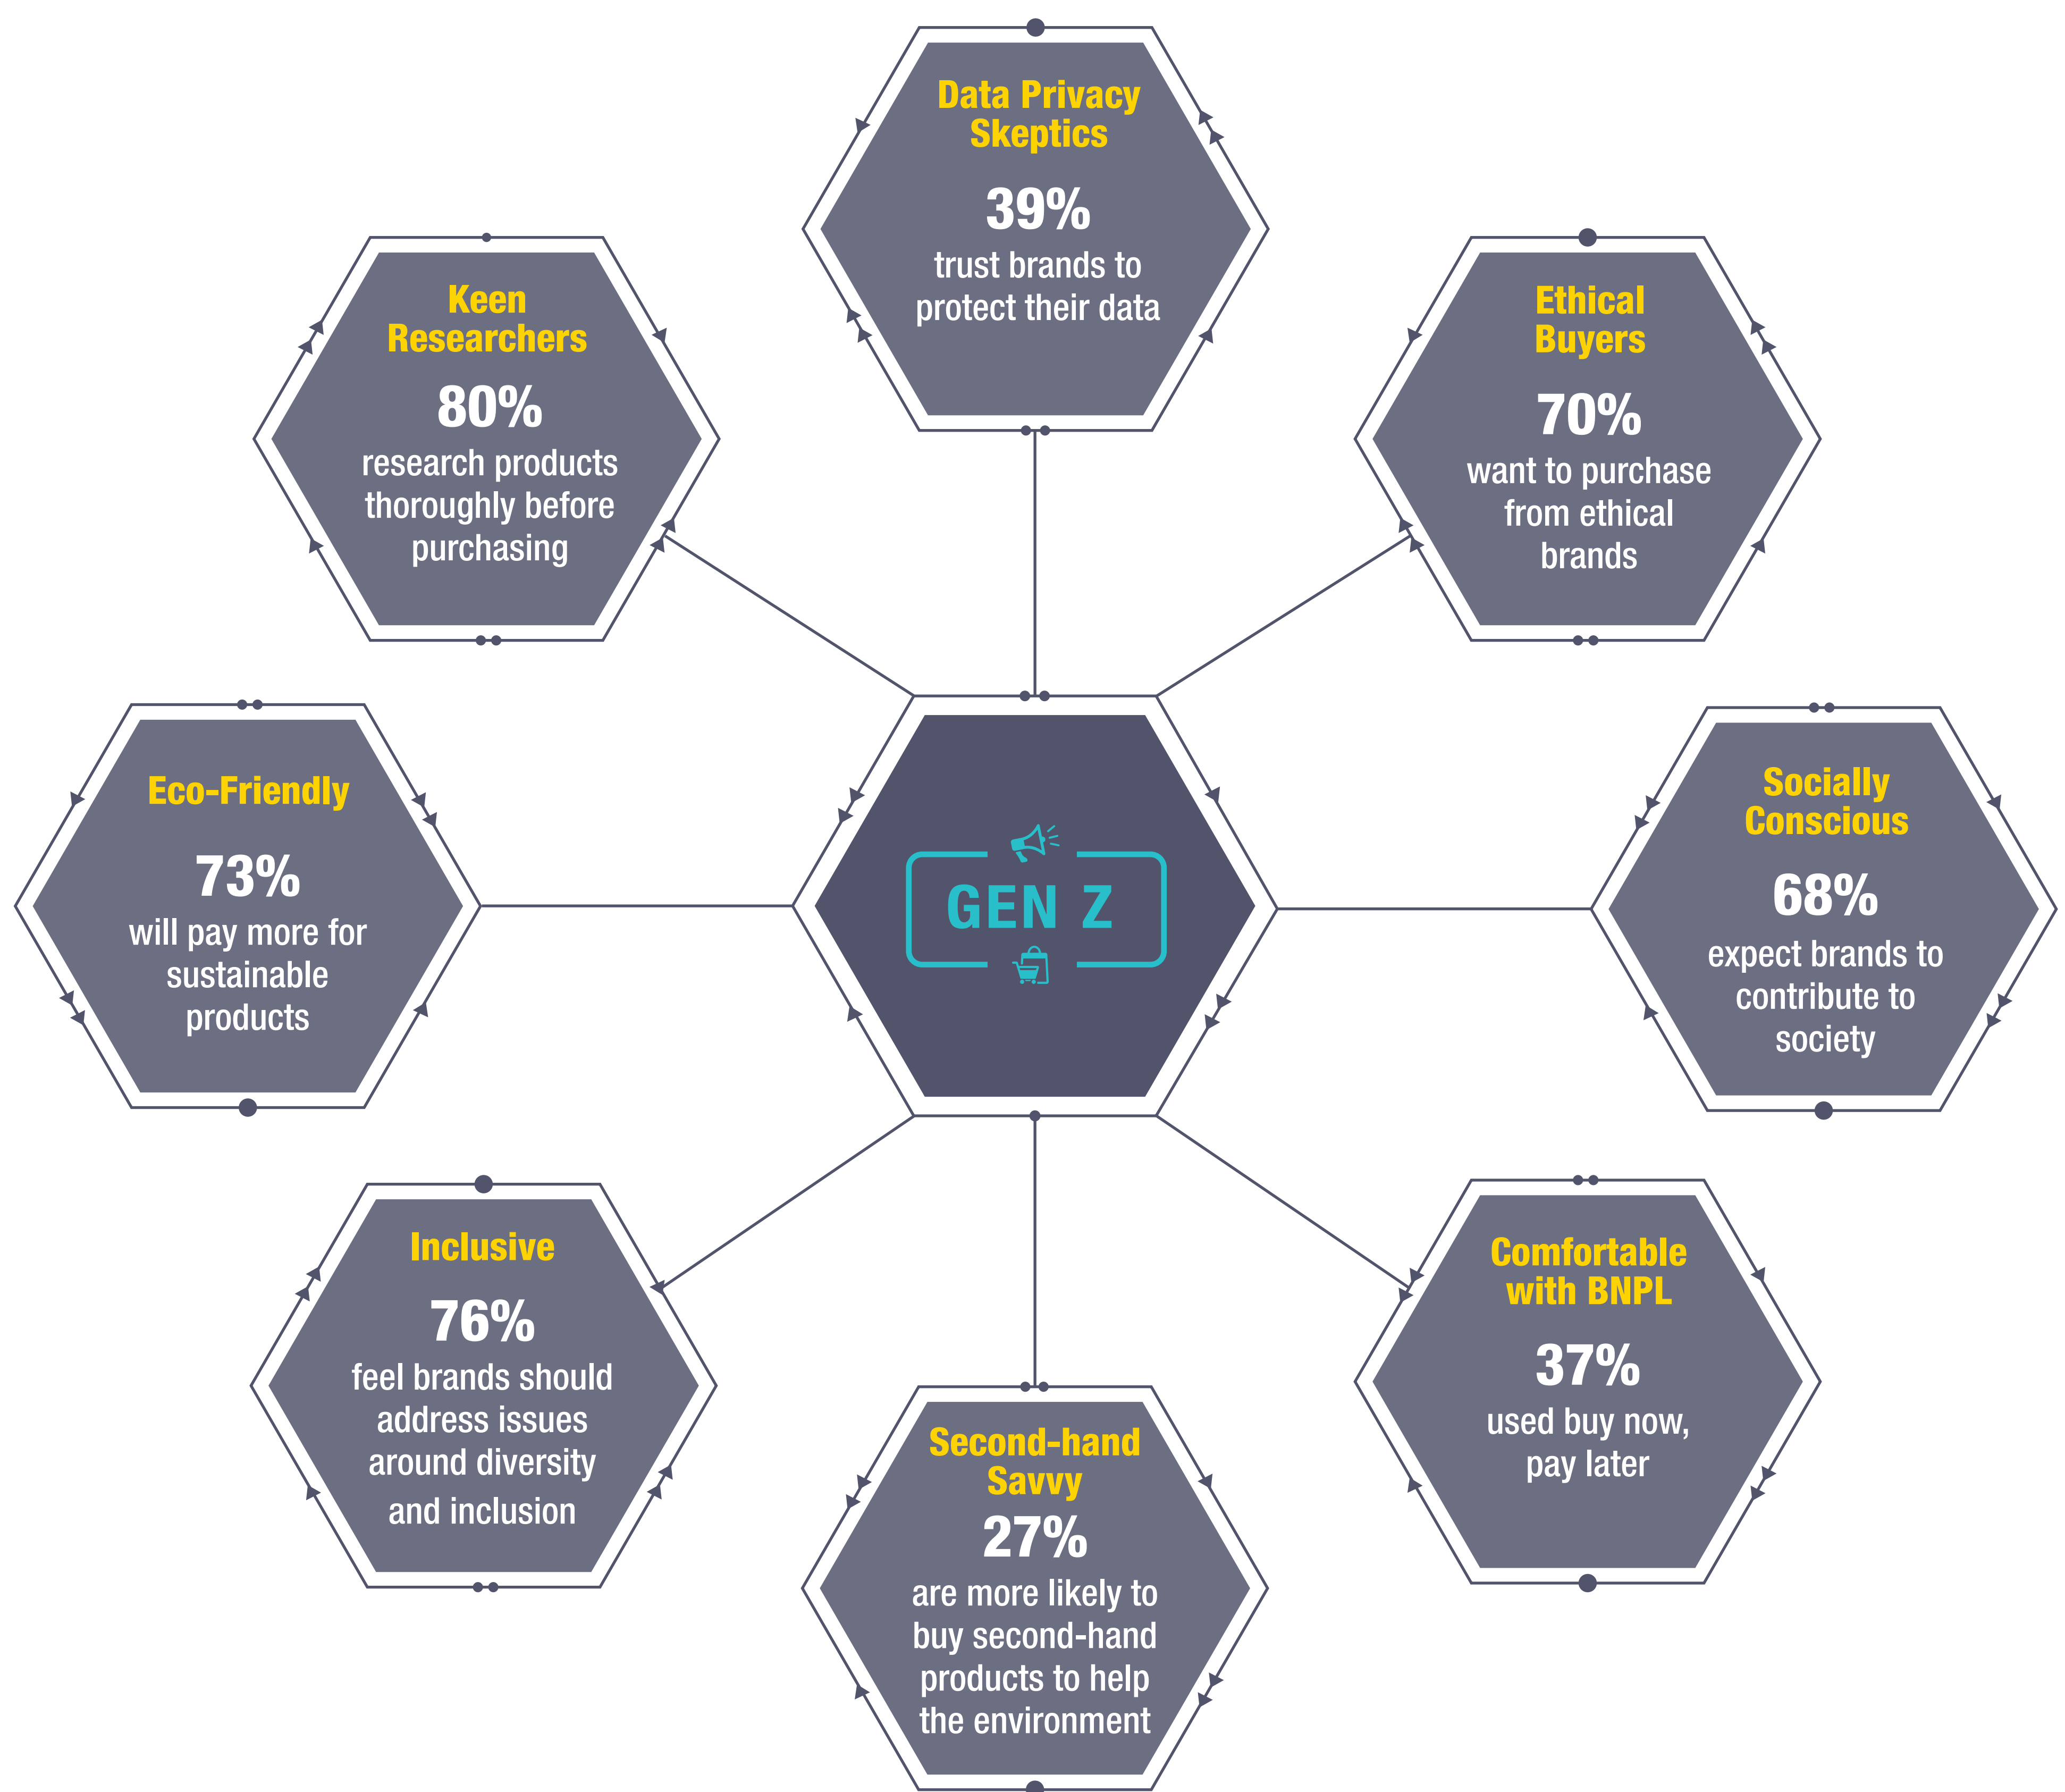 Data Privacy
Skeptics
39%
trust brands to
protect their data
Keen
Researchers
80%
research products
thoroughly before
purchasing
Ethical
Buyers
70%
want to purchase
from ethical
brands
Eco-Friendly
73%
will pay more for
sustainable
products
GEN Z
Socially
Conscious
68%
expect brands to
contribute to
society
Inclusive
76%
feel brands should
address issues
around diversity
and inclusion
Second-hand
Savvy
27%
are more likely to
buy second-hand
products to help
the environment
Comfortable
with BNPL
37%
used buy now,
pay later